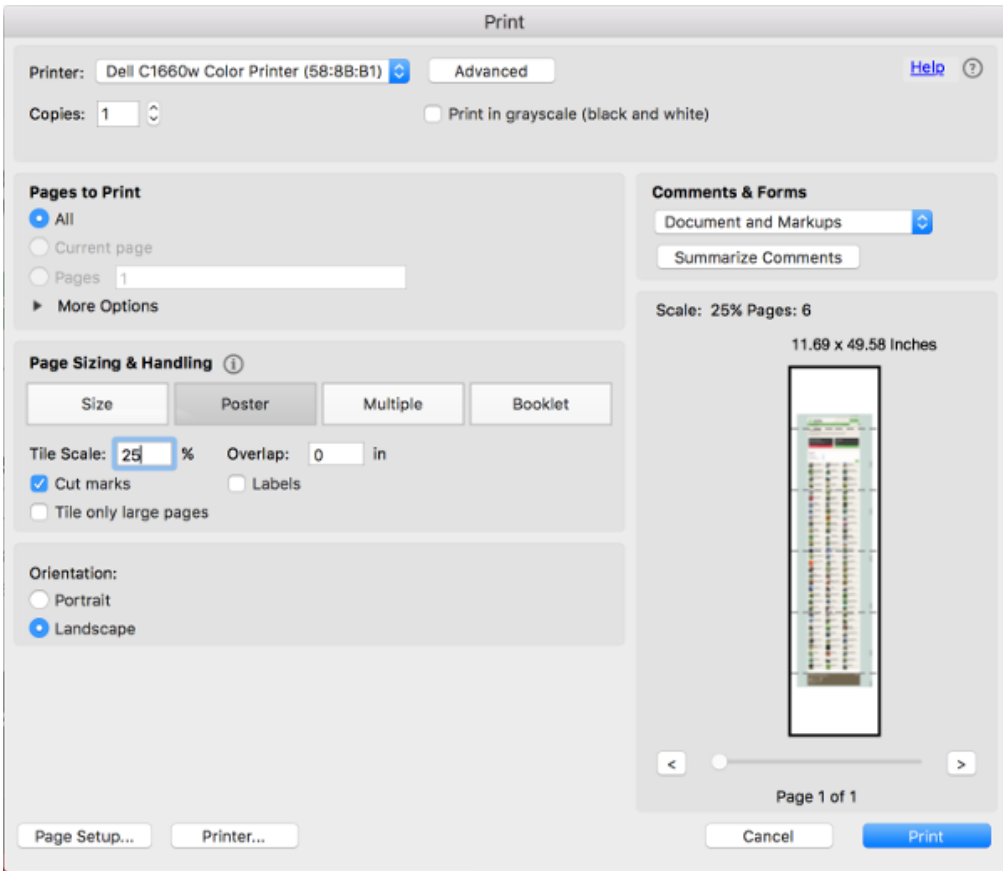 Print
Printer: Dell C1660w Color Printer (58:8B:B1) Advanced Help ?
Copies: 1 Print in grayscale (black and white)
Pages to Print
All
Current page
Pages 1
More Options
Comments & Forms
Document and Markups
Summarize Comments
Scale: 25% Pages: 6
11.69 x 49.58 Inches
Page Sizing & Handling i
Size Poster Multiple Booklet
Tile Scale: 25 % Overlap: 0 in
Cut marks Labels
Tile only large pages
Orientation:
Portrait
Landscape
< >
Page 1 of 1
Page Setup... Printer... Cancel Print